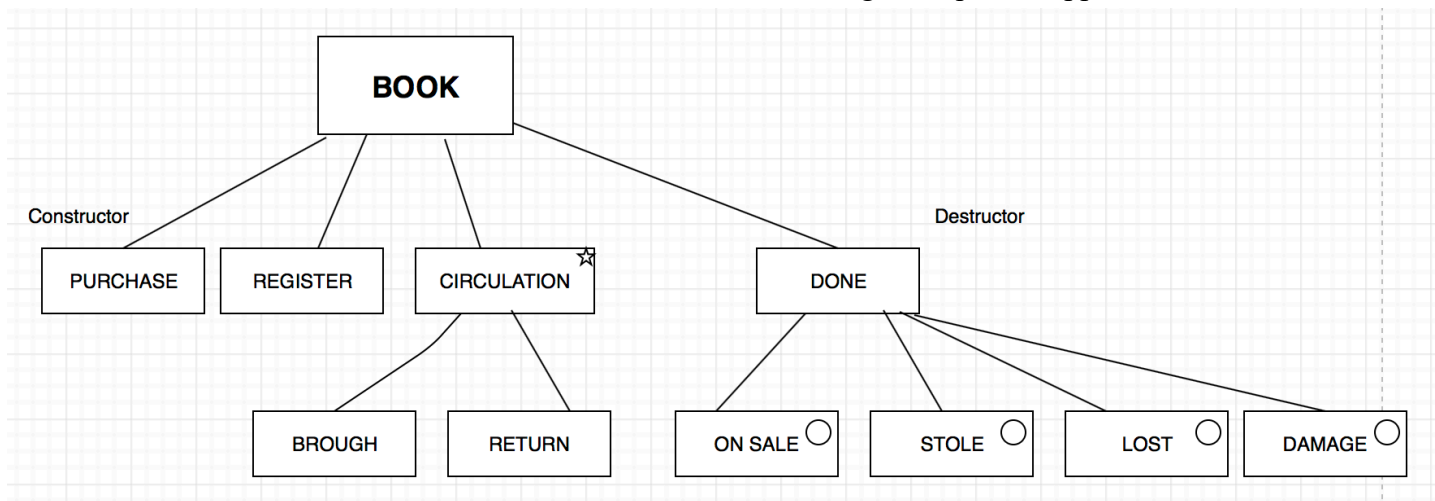 BOOK
Constructor
Destructor
PURCHASE
REGISTER
CIRCULATION
DONE
BROUGH
RETURN
ON SALE
STOLE
LOST
DAMAGE